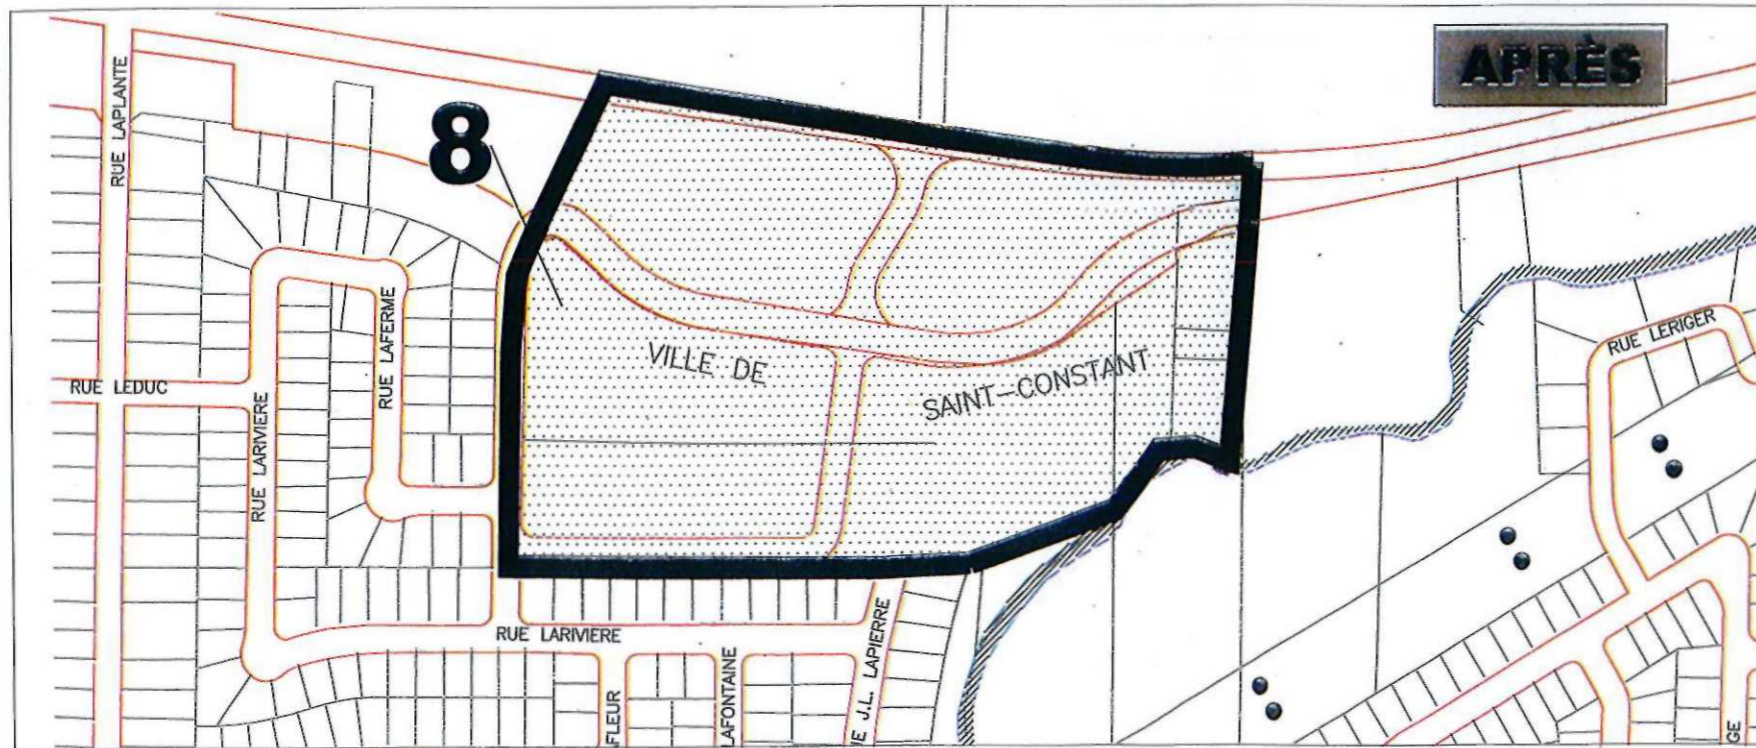 APRÈS
8
RUE LAPLANTE
RUE LAFERME
RUE LEDUC
RUE LARIVIERE
VILLE DE
SAINT-CONSTANT
RUE LERIGER
RUE LARIVIERE
FLEUR
LAFONTAINE
E J.L. LAPIERRE
GE